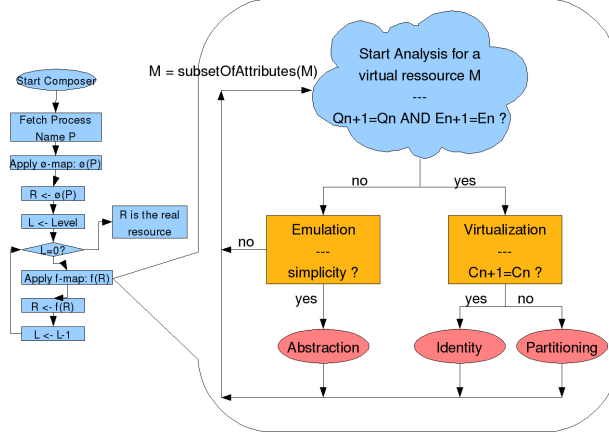 Start Composer
Fetch Process
Name P
Apply ø-map: ø(P)
R <- ø(P)
L <- Level
R is the real
resource
L=0?
Apply f-map: f(R)
R <- f(R)
L <- L-1
M = subsetOfAttributes(M)
Start Analysis for a
virtual ressource M
---
Qn+1=Qn AND En+1=En ?
no
yes
Emulation
---
simplicity ?
Virtualization
---
Cn+1=Cn ?
no
yes
yes
no
Abstraction
Identity
Partitioning